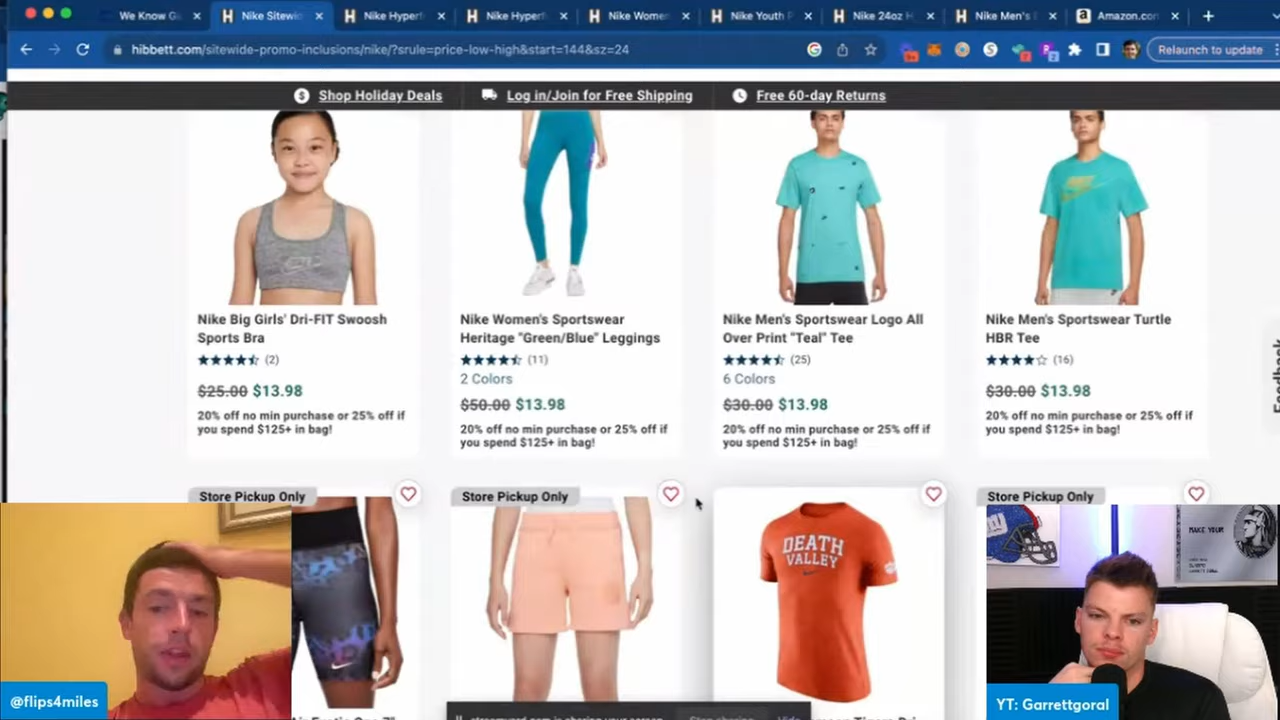 We Know G
Nike Sitewi
Nike Hyperf
Nike Hyperf
Nike Wome
Nike Youth P
Nike 24oz H
Nike Men's
Amazon.co
hibbett.com/sitewide-promo-inclusions/nike/?srule=price-low-high&start=144&sz=24
Relaunch to update
Shop Holiday Deals
Log in/Join for Free Shipping
Free 60-day Returns
Nike Big Girls' Dri-FIT Swoosh
Sports Bra
(2)
$25.00 $13.98
20% off no min purchase or 25% off if
you spend $125+ in bag!
Nike Women's Sportswear
Heritage "Green/Blue" Leggings
(11)
2 Colors
$50.00 $13.98
20% off no min purchase or 25% off if
you spend $125+ in bag!
Nike Men's Sportswear Logo All
Over Print "Teal" Tee
(25)
6 Colors
$30.00 $13.98
20% off no min purchase or 25% off if
you spend $125+ in bag!
Nike Men's Sportswear Turtle
HBR Tee
(16)
$30.00 $13.98
20% off no min purchase or 25% off if
you spend $125+ in bag!
Feedback
Store Pickup Only
Store Pickup Only
Store Pickup Only
DEATH
VALLEY
MAKE YOUR
@flips4miles
YT: Garrettgoral